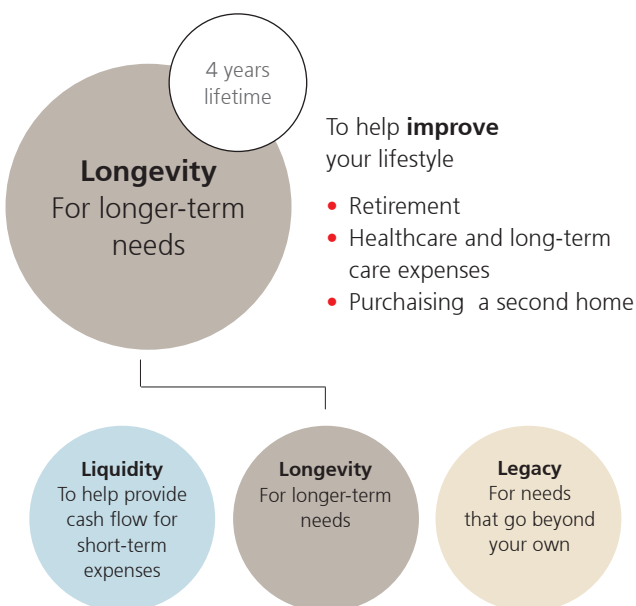 4 years
lifetime
Longevity
For longer-term
needs
To help improve
your lifestyle
• Retirement
• Healthcare and long-term
care expenses
• Purchaising a second home
Liquidity
To help provide
cash flow for
short-term
expenses
Longevity
For longer-term
needs
Legacy
For needs
that go beyond
your own